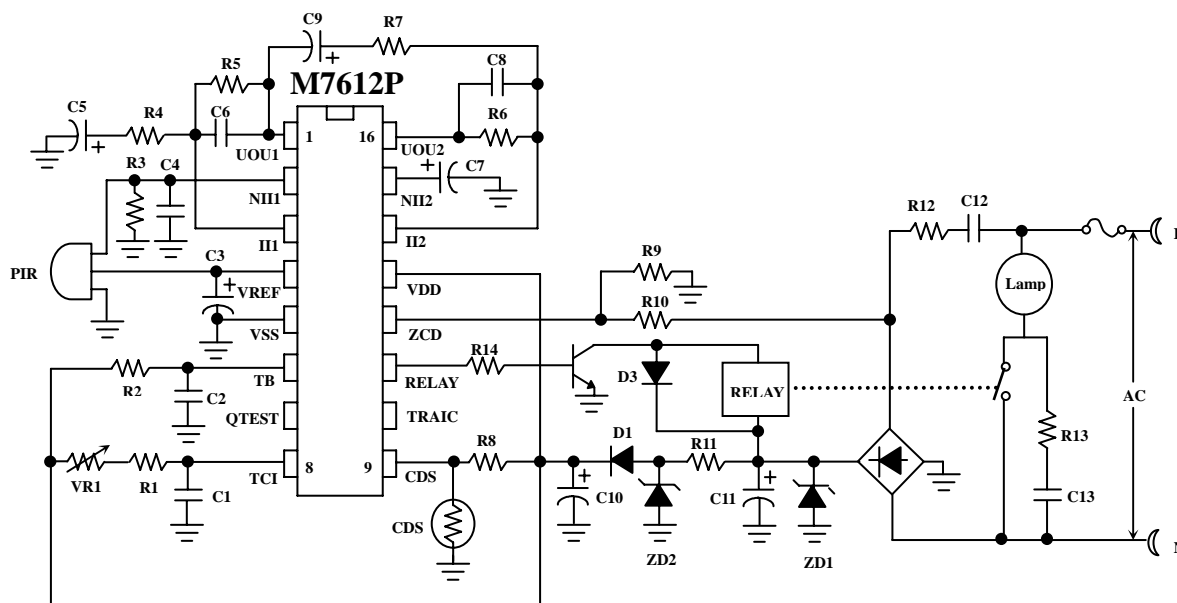 C9
R7
R5
M7612P
C8
C5
R4
C6
R6
1
16
UOU1
UOU2
R3
C4
C7
NII1
NII2
R12
C12
II1
II2
PIR
C3
R9
VREF
VDD
Lamp
R10
VSS
ZCD
R2
TB
RELAY
R14
D3
RELAY
AC
C2
QTEST
TRAIC
R13
VR1
R1
8
9
TCI
CDS
R8
D1
R11
C1
C10
C11
C13
CDS
ZD2
ZD1